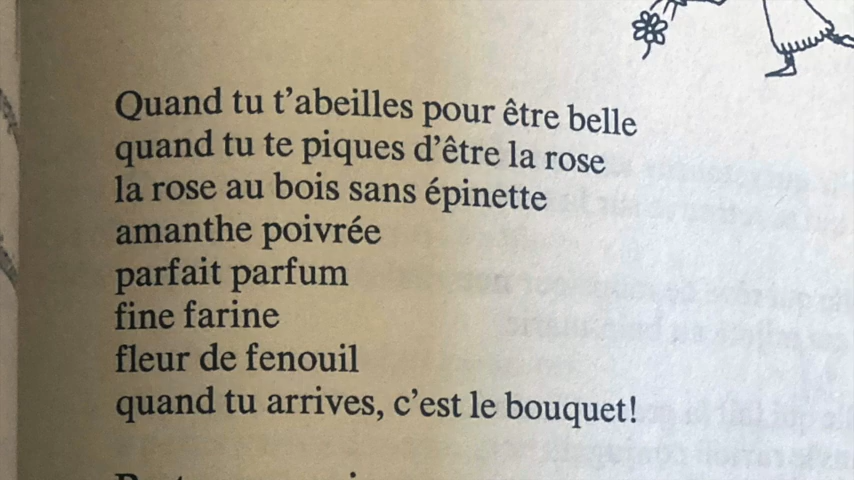 Quand tu t'abeilles pour être belle
quand tu te piques d'être la rose
la rose au bois sans épinette
amanthe poivrée
parfait parfum
fine farine
fleur de fenouil
quand tu arrives, c'est le bouquet!